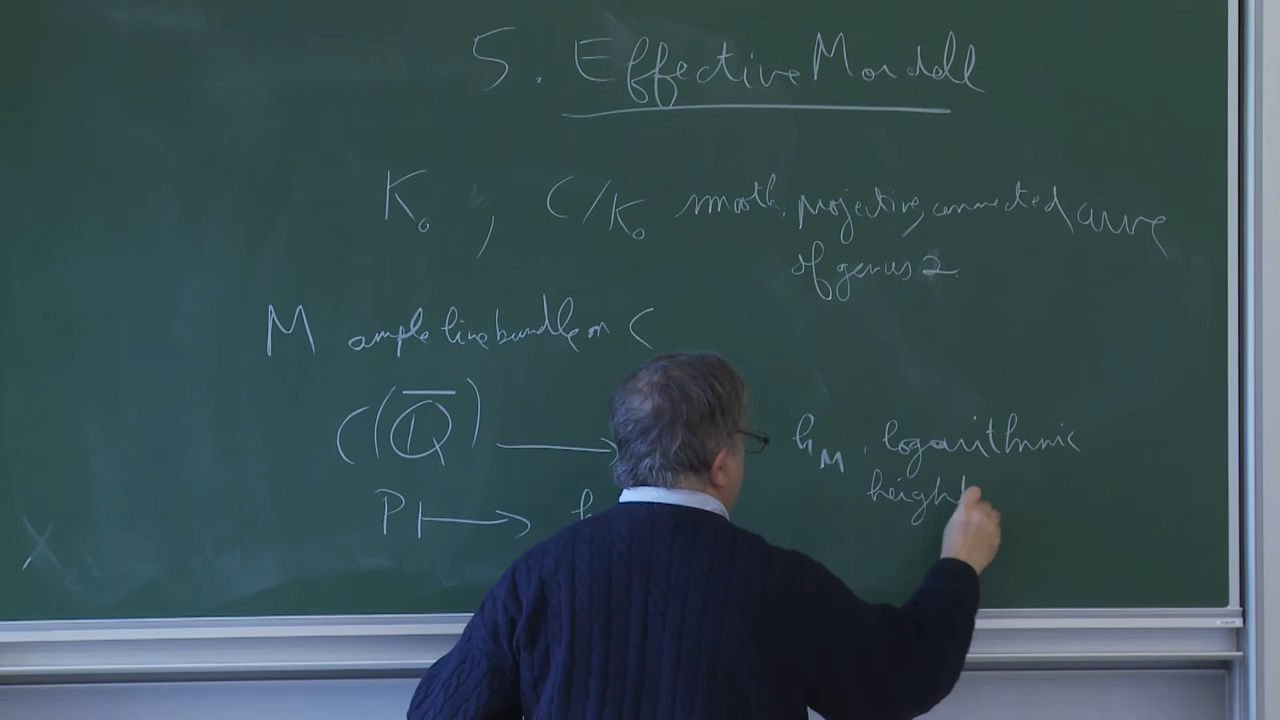 5. Effective Mordell
K₀ , C/K₀ smooth, projective, connected curve
of genus 2.
M ample line bundle on C
C(Q̅) ⟶ h_M . logarithmic
P ⟼ h height
X